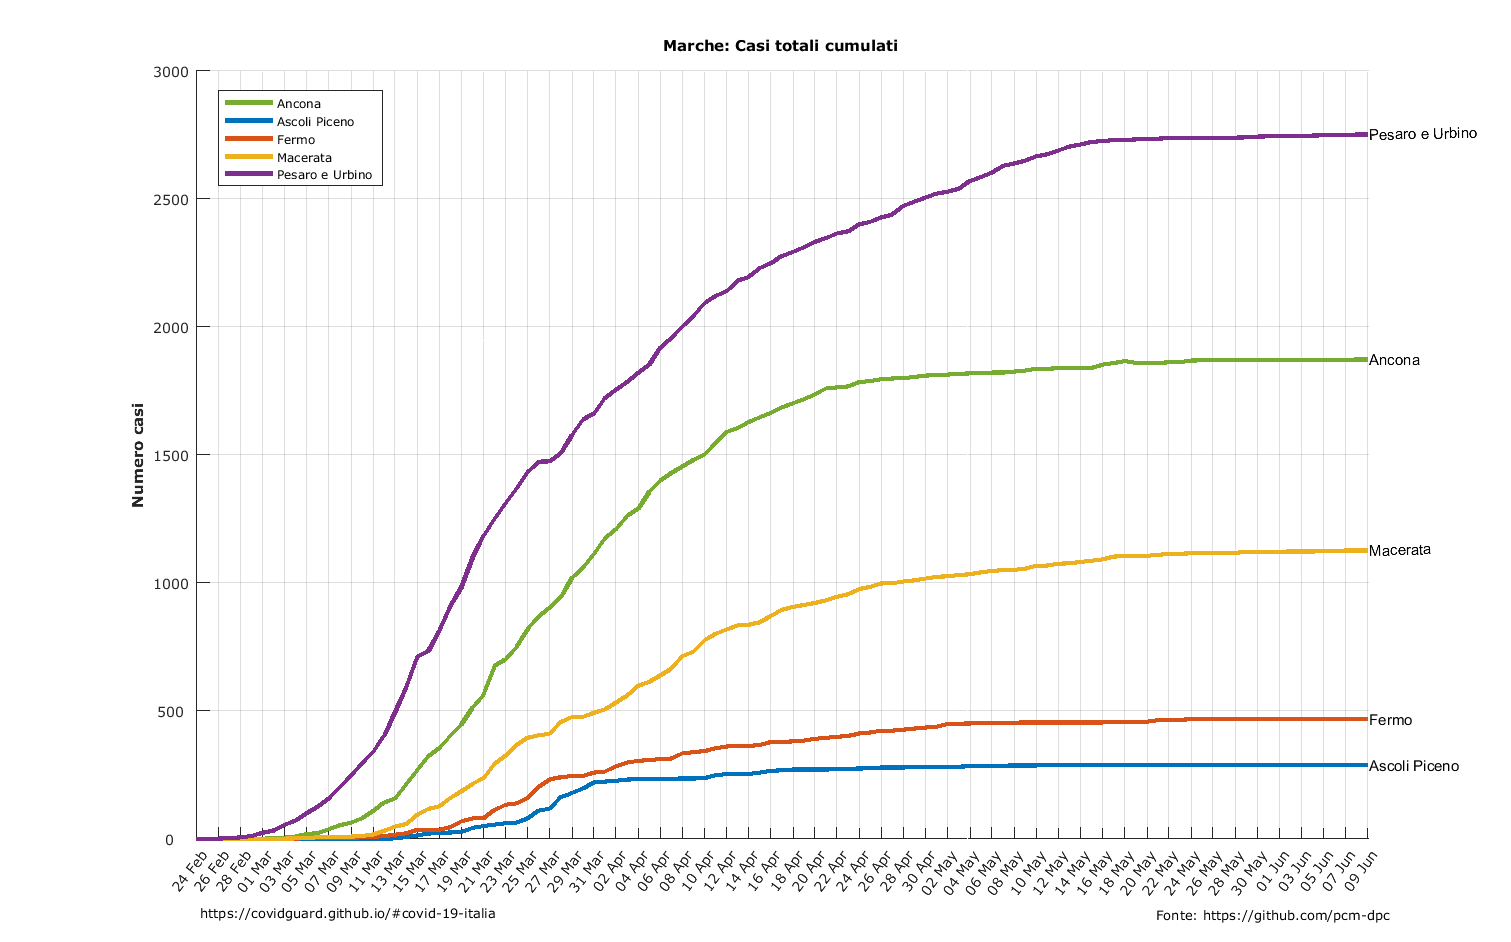 Marche: Casi totali cumulati
3000
2500
2000
1500
1000
500
0
Numero casi
Ancona
Ascoli Piceno
Fermo
Macerata
Pesaro e Urbino
Pesaro e Urbino
Ancona
Macerata
Fermo
Ascoli Piceno
24 Feb
26 Feb
28 Feb
01 Mar
03 Mar
05 Mar
07 Mar
09 Mar
11 Mar
13 Mar
15 Mar
17 Mar
19 Mar
21 Mar
23 Mar
25 Mar
27 Mar
29 Mar
31 Mar
02 Apr
04 Apr
06 Apr
08 Apr
10 Apr
12 Apr
14 Apr
16 Apr
18 Apr
20 Apr
22 Apr
24 Apr
26 Apr
28 Apr
30 Apr
02 May
04 May
06 May
08 May
10 May
12 May
14 May
16 May
18 May
20 May
22 May
24 May
26 May
28 May
30 May
01 Jun
03 Jun
05 Jun
07 Jun
09 Jun
https://covidguard.github.io/#covid-19-italia
Fonte: https://github.com/pcm-dpc